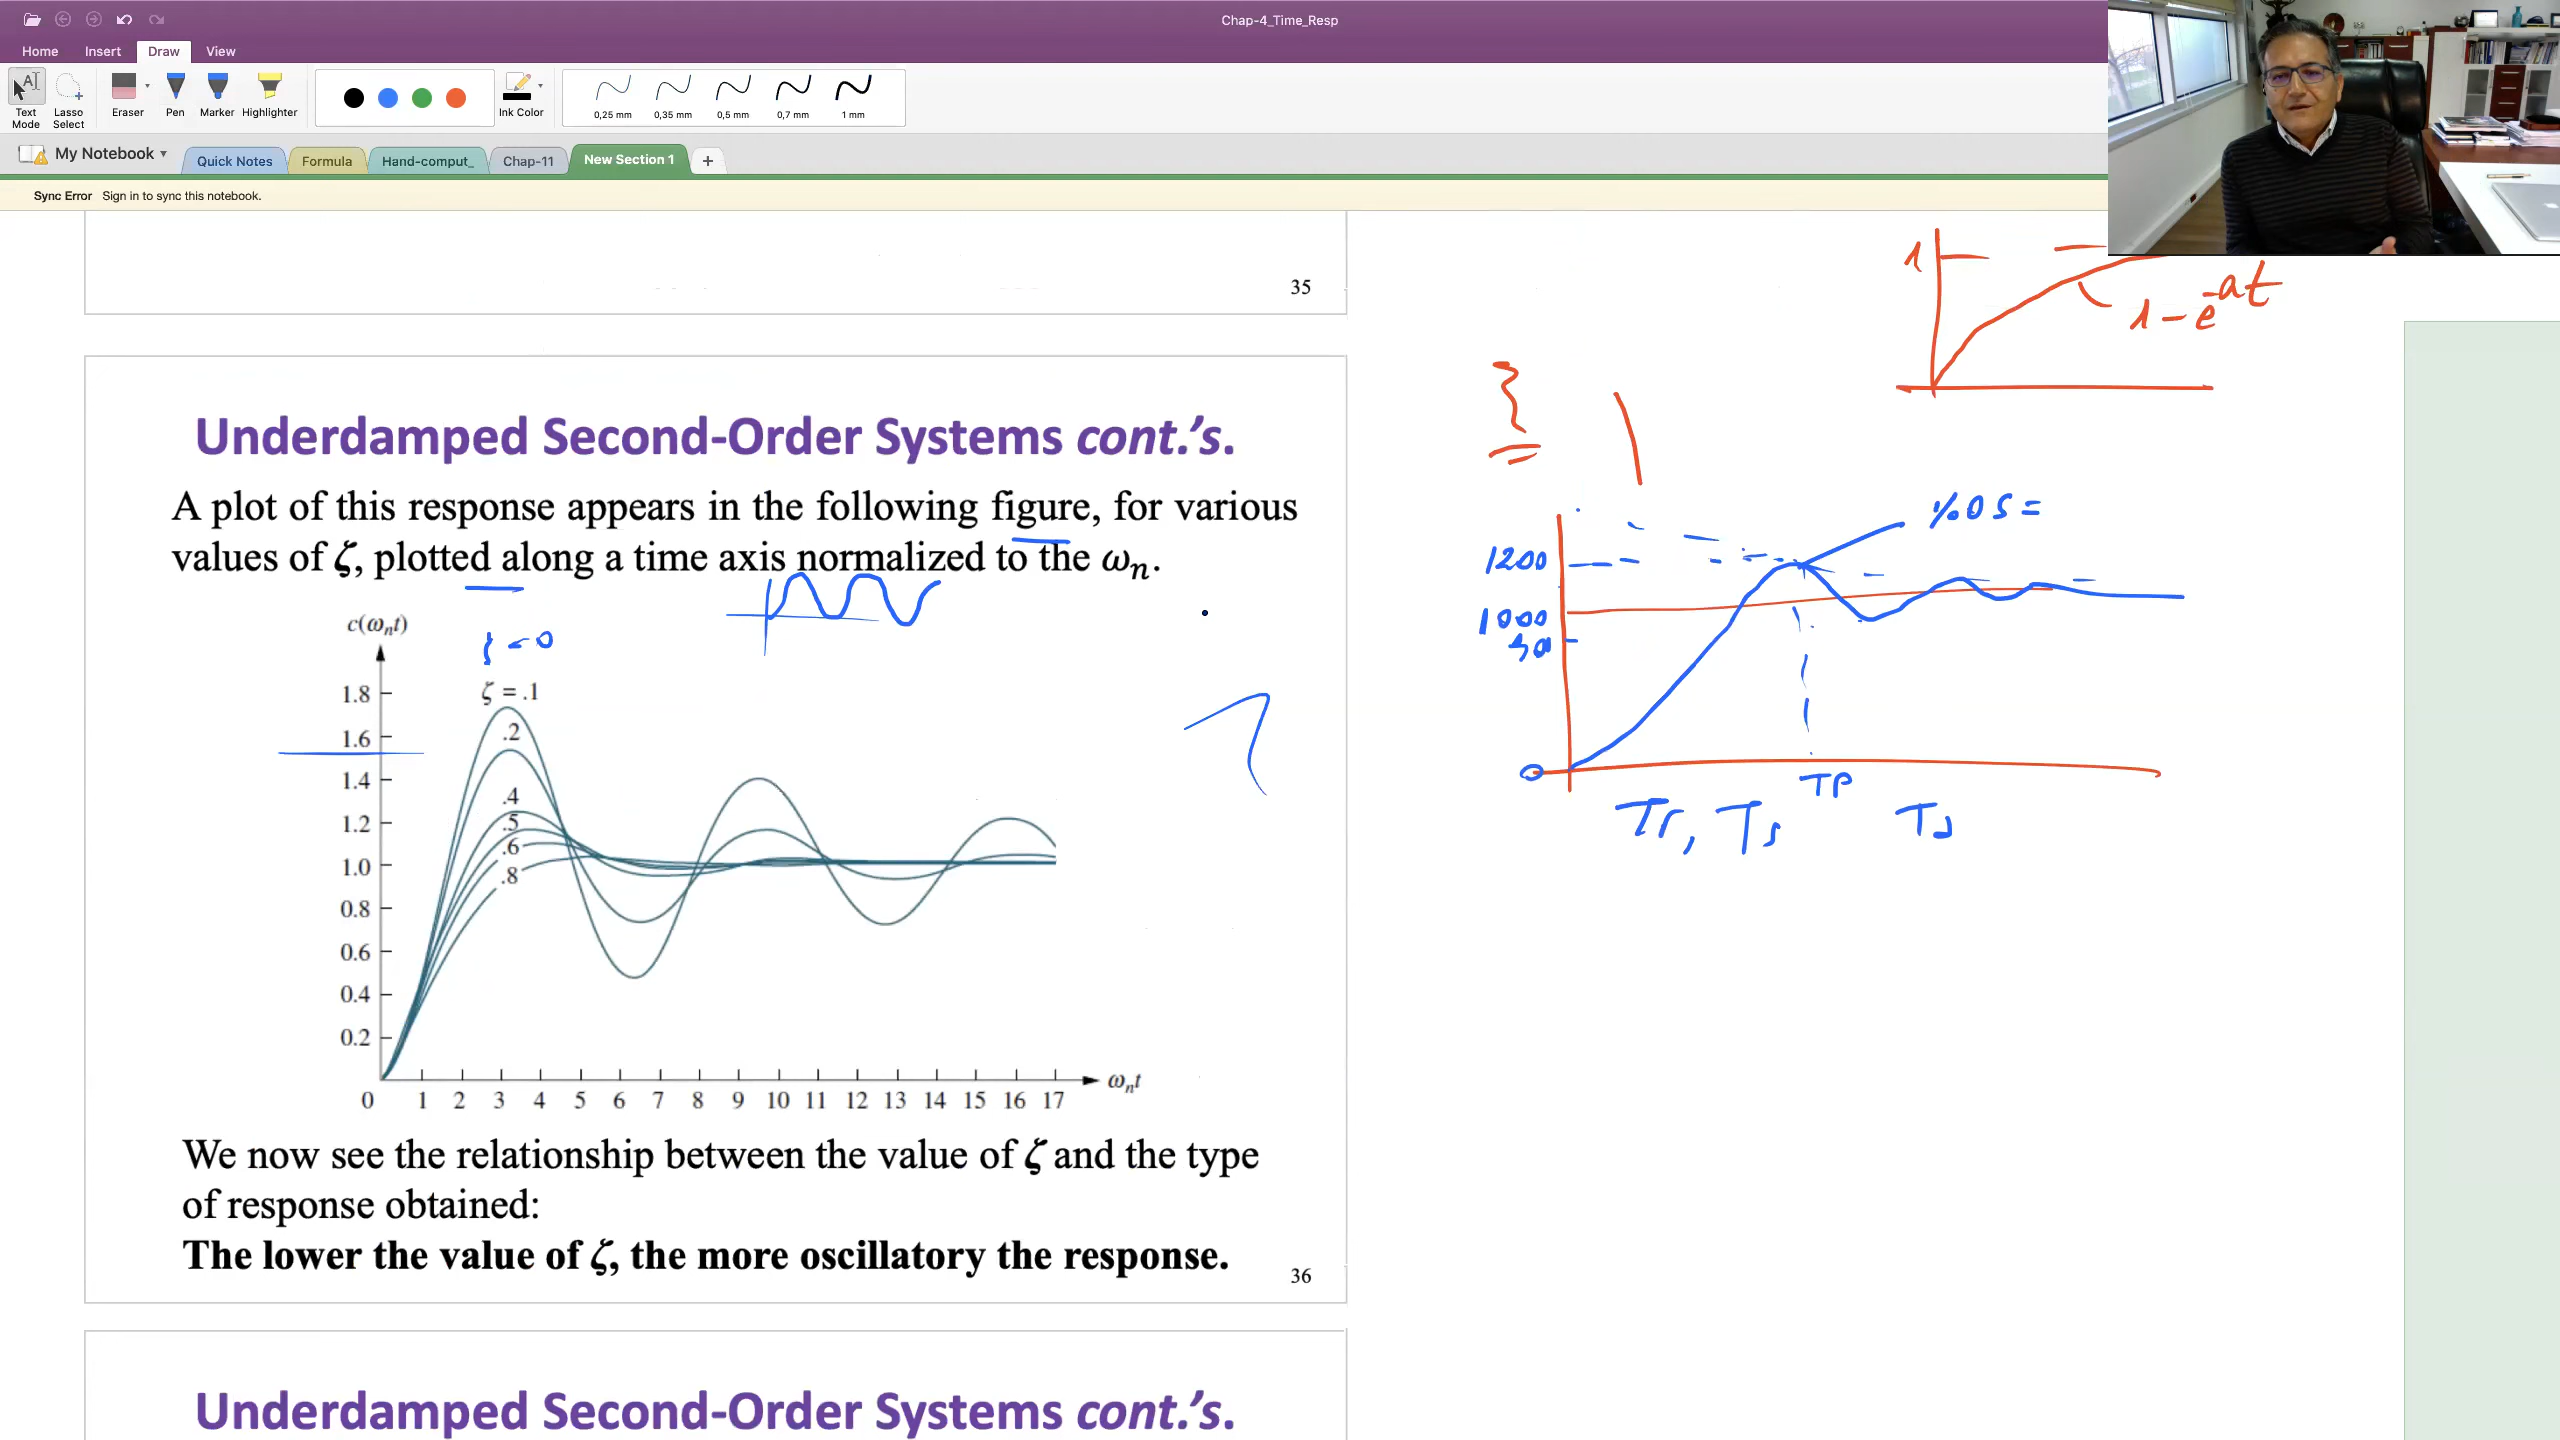 Chap-4_Time_Resp
Home Insert Draw View
Text Mode
Lasso Select
Eraser
Pen
Marker
Highlighter
Ink Color
0,25 mm
0,35 mm
0,5 mm
0,7 mm
1 mm
My Notebook
Quick Notes
Formula
Hand-comput_
Chap-11
New Section 1
+
Sync Error Sign in to sync this notebook.
35
Underdamped Second-Order Systems cont.’s.
A plot of this response appears in the following figure, for various
values of ζ, plotted along a time axis normalized to the ωn.
c(ωnt)
ζ = 0
ζ = .1
.2
.4
.5
.6
.8
1.8
1.6
1.4
1.2
1.0
0.8
0.6
0.4
0.2
0 1 2 3 4 5 6 7 8 9 10 11 12 13 14 15 16 17
ωnt
We now see the relationship between the value of ζ and the type
of response obtained:
The lower the value of ζ, the more oscillatory the response.
36
Underdamped Second-Order Systems cont.’s.
1
1-e^-at
ζ
%OS =
1200
1000
0
TP
Tr, Ts Td